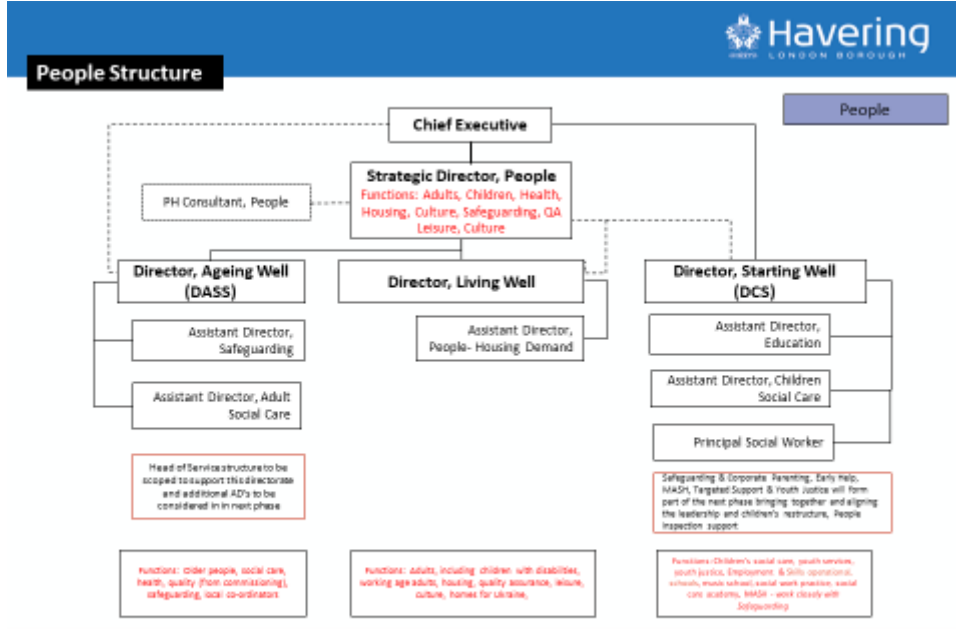 Havering
LONDON BOROUGH
People Structure
People
Chief Executive
Strategic Director, People
Functions: Adults, Children, Health,
Housing, Culture, Safeguarding, QA
Leisure, Culture
PH Consultant, People
Director, Ageing Well
(DASS)
Director, Living Well
Director, Starting Well
(DCS)
Assistant Director,
Safeguarding
Assistant Director,
People- Housing Demand
Assistant Director,
Education
Assistant Director, Adult
Social Care
Assistant Director, Children
Social Care
Principal Social Worker
Head of Service structure to be
scoped to support this directorate
and additional AD's to be
considered in in next phase
Safeguarding & Corporate Parenting, Early Help,
MASH, Targeted Support & Youth Justice will form
part of the next phase bringing together and aligning
the leadership and children's restructure, People
Inspection support
Functions: Older people, social care,
health, quality (from commissioning),
safeguarding, local co-ordinators
Functions: Adults, including children with disabilities,
working age adults, housing, quality assurance, leisure,
culture, homes for Ukraine,
Functions:Children's social care, youth services,
youth justice, Employment & Skills operational,
schools, music school, social work practice, social
care academy, MASH - work closely with
Safeguarding